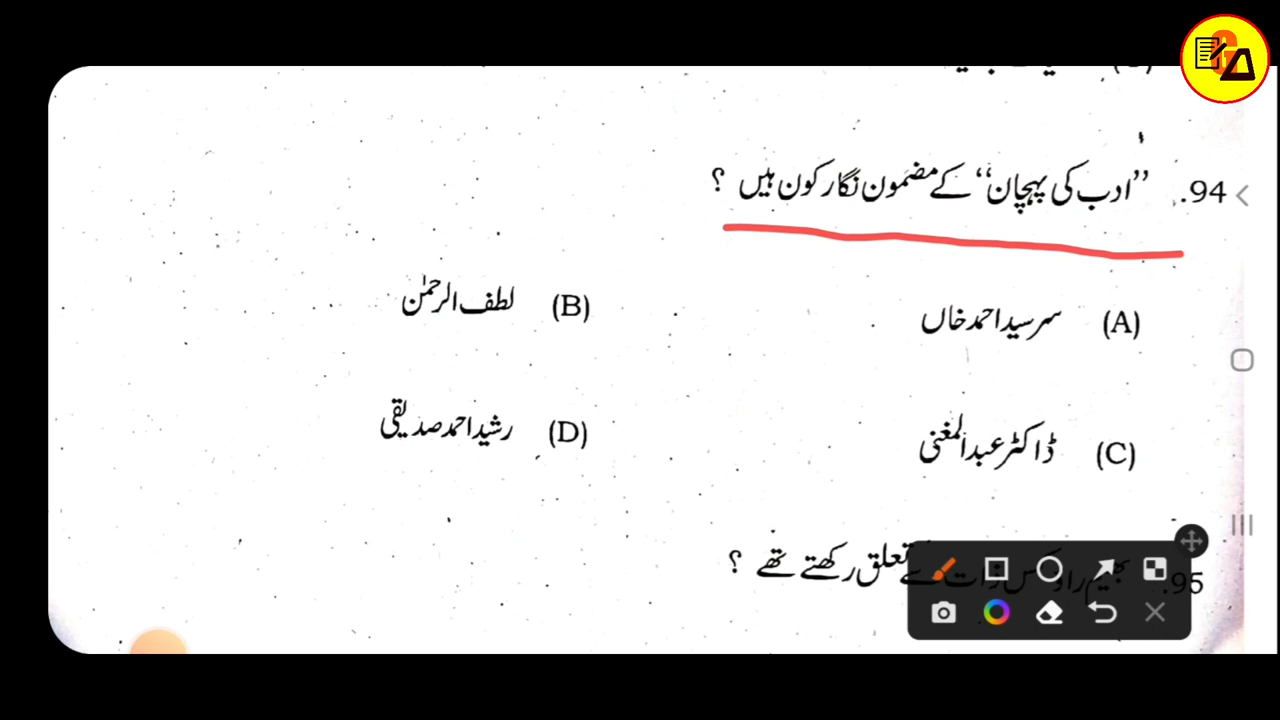 94. ’’ادب کی پہچان‘‘ کے مضمون نگار کون ہیں ؟
(A) سرسید احمد خاں (B) لطف الرحمٰن
(C) ڈاکٹر عبدالمغنی (D) رشید احمد صدیقی
95. تعلق رکھتے تھے ؟